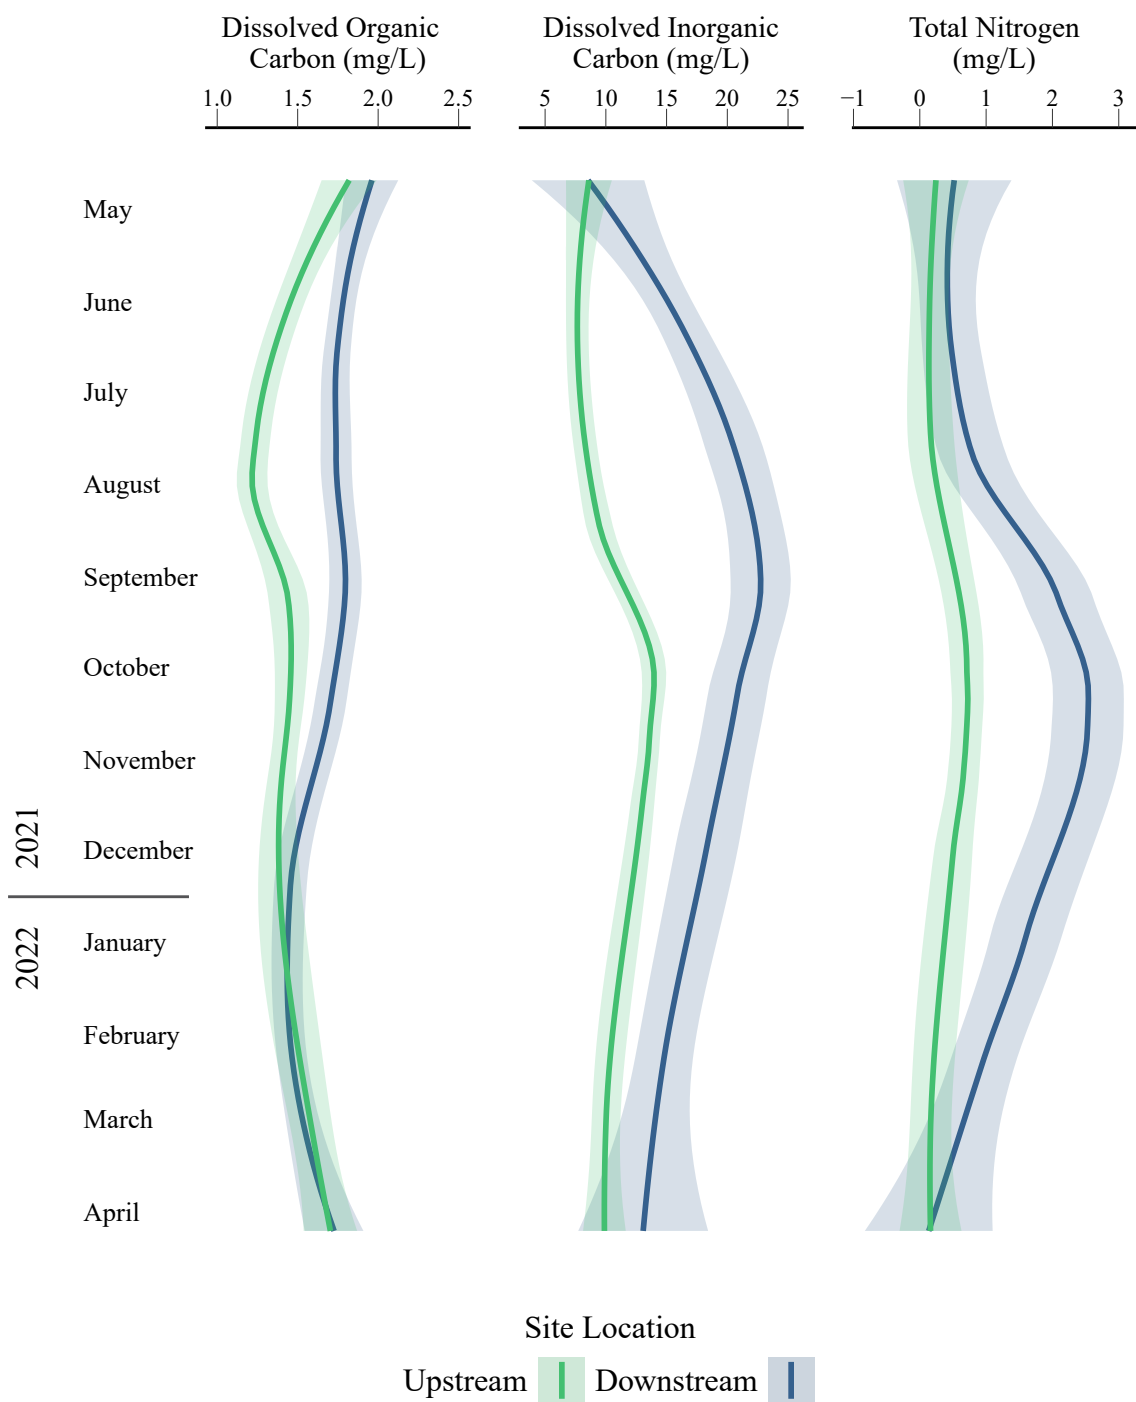 Dissolved Organic
Carbon (mg/L)
Dissolved Inorganic
Carbon (mg/L)
Total Nitrogen
(mg/L)
1.0 1.5 2.0 2.5
5 10 15 20 25
−1 0 1 2 3
May
June
July
August
September
October
November
December
2021
2022
January
February
March
April
Site Location
Upstream Downstream